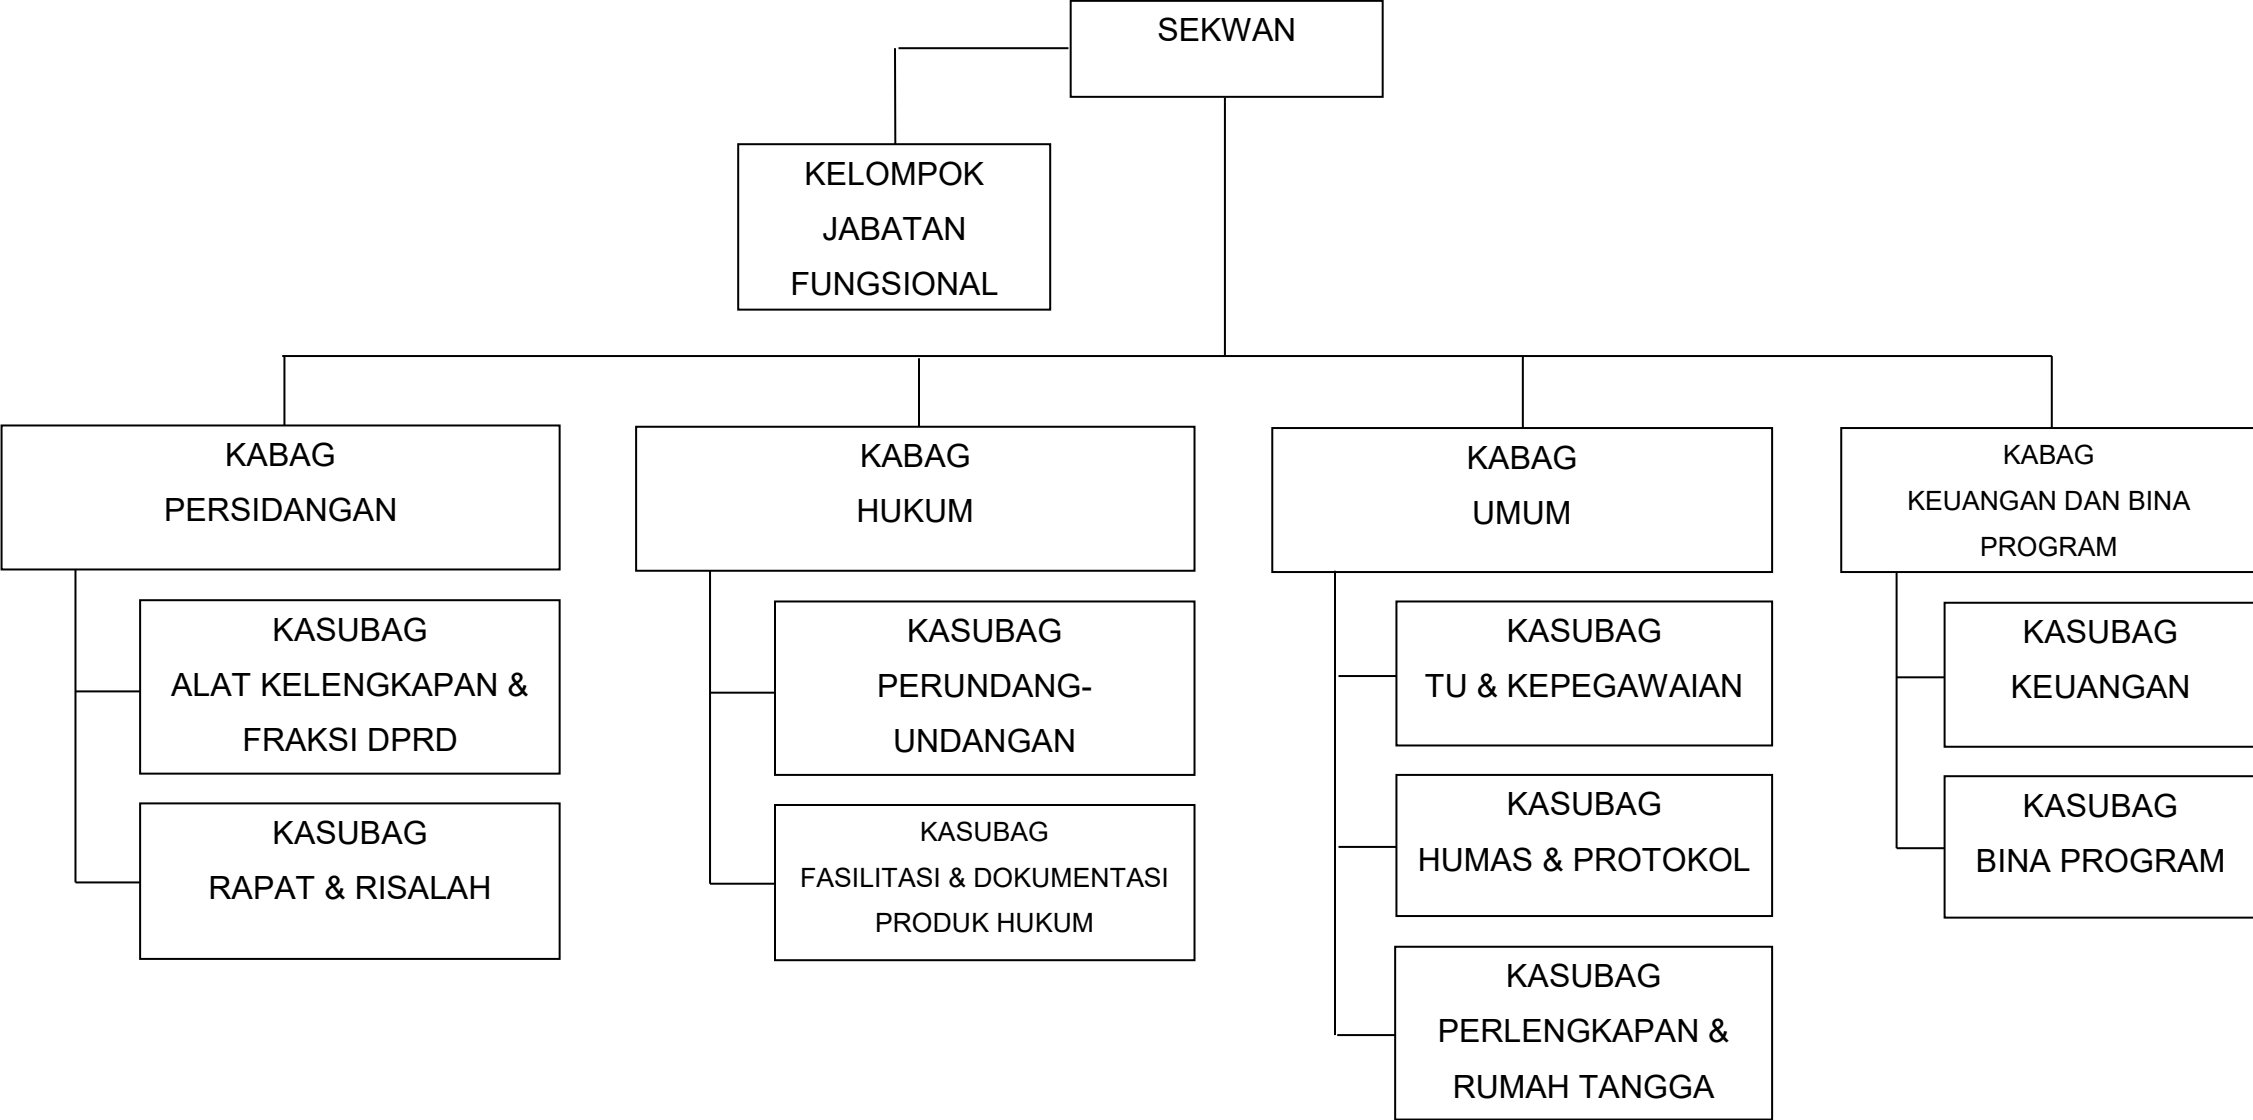 SEKWAN
KELOMPOK
JABATAN
FUNGSIONAL
KABAG
PERSIDANGAN
KASUBAG
ALAT KELENGKAPAN &
FRAKSI DPRD
KASUBAG
RAPAT & RISALAH
KABAG
HUKUM
KASUBAG
PERUNDANG-
UNDANGAN
KASUBAG
FASILITASI & DOKUMENTASI
PRODUK HUKUM
KABAG
UMUM
KASUBAG
TU & KEPEGAWAIAN
KASUBAG
HUMAS & PROTOKOL
KASUBAG
PERLENGKAPAN &
RUMAH TANGGA
KABAG
KEUANGAN DAN BINA
PROGRAM
KASUBAG
KEUANGAN
KASUBAG
BINA PROGRAM